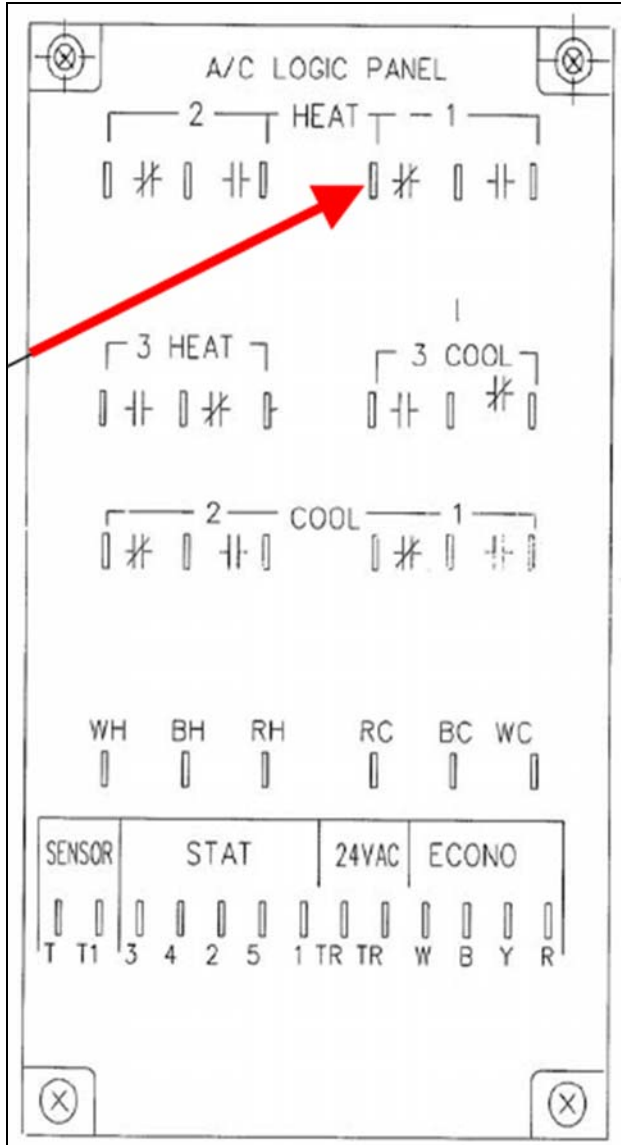 A/C LOGIC PANEL
2 HEAT 1
3 HEAT 3 COOL
2 COOL 1
WH BH RH RC BC WC
SENSOR STAT 24VAC ECONO
T T1 3 4 2 5 1 TR TR W B Y R